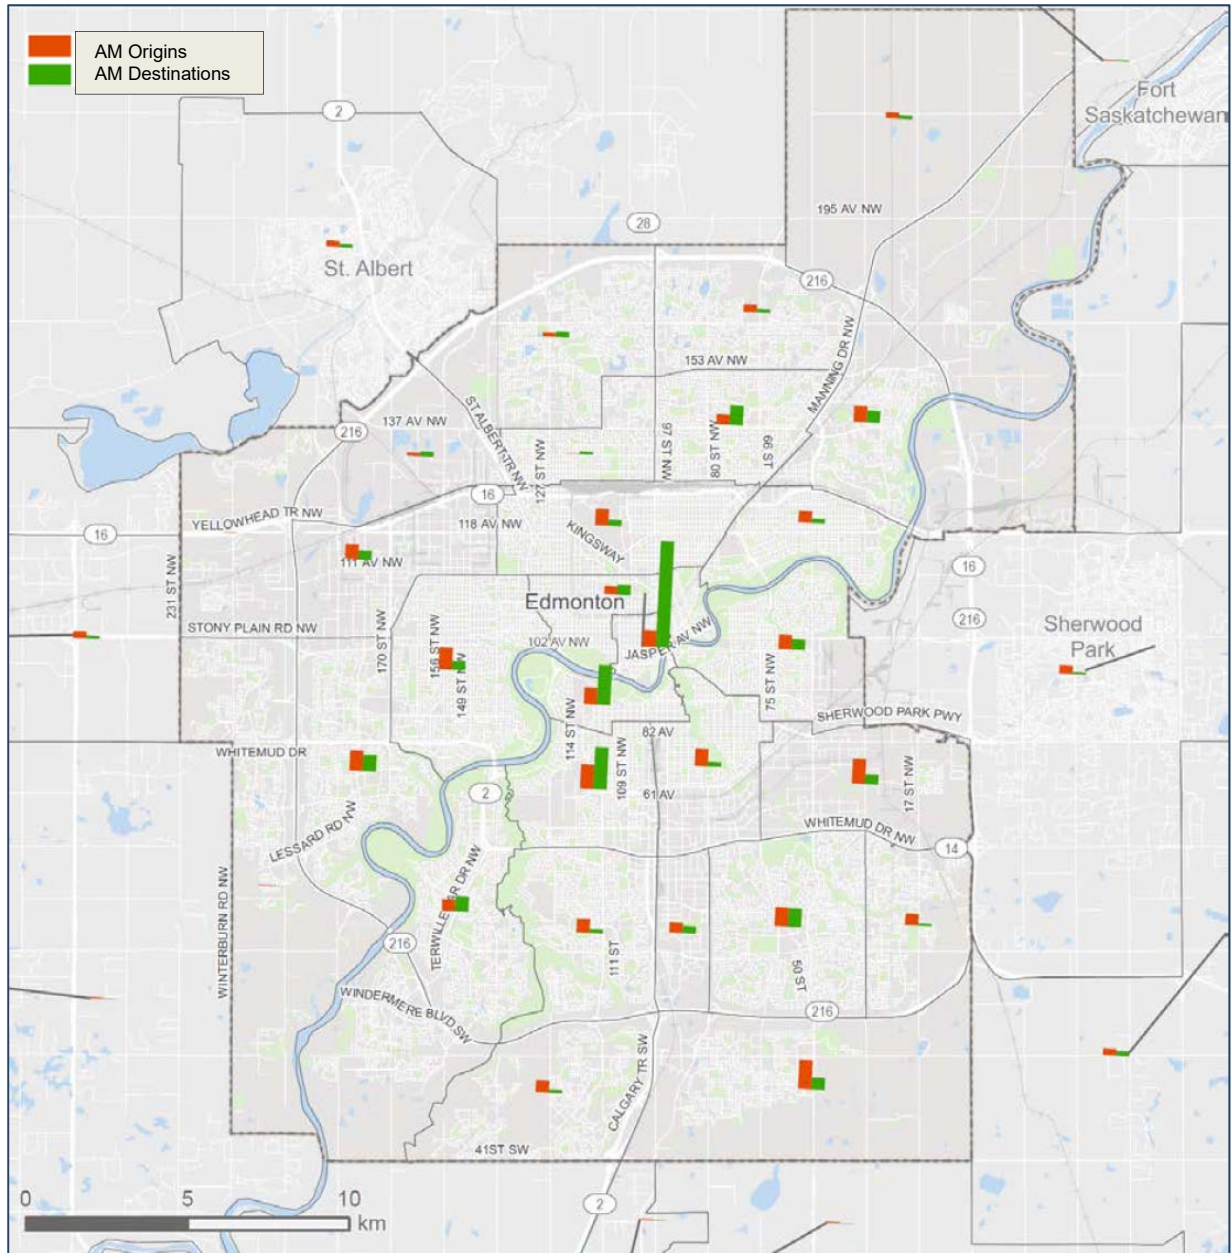 AM Origins
AM Destinations
2
Fort
Saskatchewan
195 AV NW
28
St. Albert
216
153 AV NW
MANNING DR NW
ST ALBERT TR NW
137 AV NW
216
97 ST NW
80 ST NW
66 ST
127 ST NW
16
YELLOWHEAD TR NW
118 AV NW
KINGSWAY
16
111 AV NW
16
231 ST NW
Edmonton
216
STONY PLAIN RD NW
170 ST NW
156 ST NW
149 ST NW
102 AV NW
JASPER AV NW
75 ST NW
Sherwood
Park
SHERWOOD PARK PWY
114 ST NW
82 AV
109 ST NW
WHITEMUD DR
61 AV
17 ST NW
2
LESSARD RD NW
WHITEMUD DR NW
14
WINTERBURN RD NW
TERWILLEGAR DR NW
216
111 ST
50 ST
WINDERMERE BLVD SW
216
CALGARY TR SW
41ST SW
0 5 10
km
2